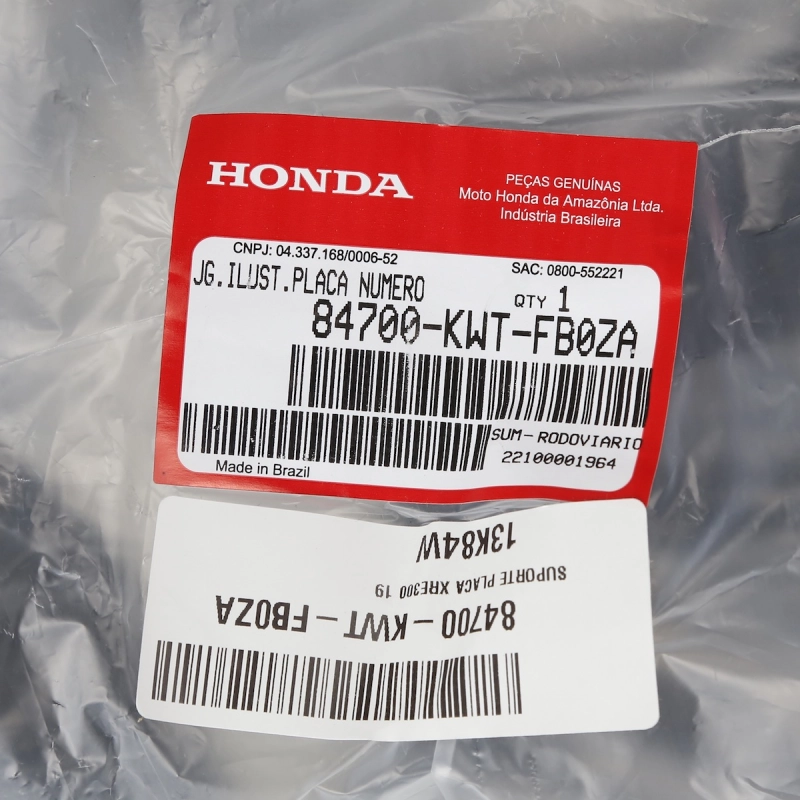 HONDA
PEÇAS GENUÍNAS
Moto Honda da Amazônia Ltda.
Indústria Brasileira
CNPJ: 04.337.168/0006-52
SAC: 0800-552221
JG.ILUST.PLACA NUMERO
QTY 1
84700-KWT-FB0ZA
SUM-RODOVIARIO
22100001964
Made in Brazil
84700-KWT-FB0ZA
SUPORTE PLACA XRE300 19
13K84W